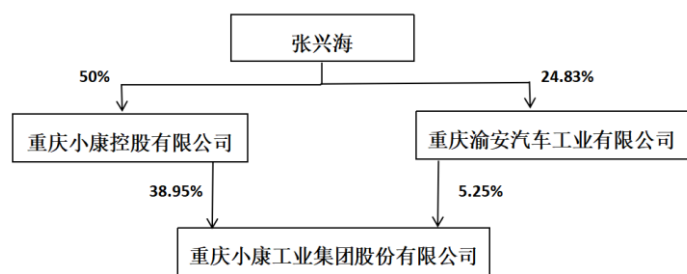 张兴海
50%
24.83%
重庆小康控股有限公司
重庆渝安汽车工业有限公司
38.95%
5.25%
重庆小康工业集团股份有限公司